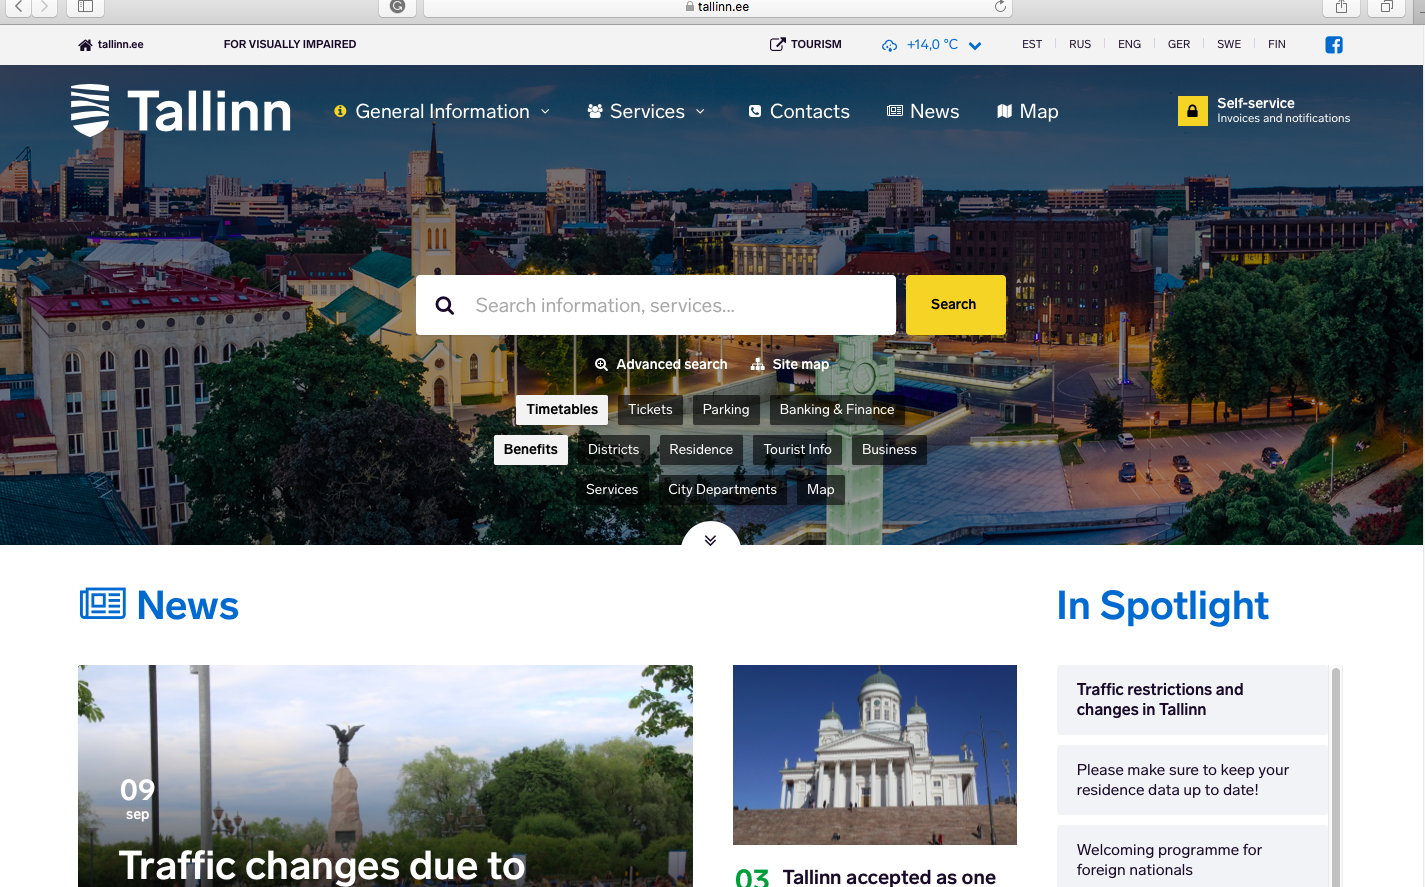 tallinn.ee
tallinn.ee
FOR VISUALLY IMPAIRED
TOURISM
+14,0 °C
EST
RUS
ENG
GER
SWE
FIN
Tallinn
General Information
Services
Contacts
News
Map
Self-service
Invoices and notifications
Search information, services...
Search
Advanced search
Site map
Timetables
Tickets
Parking
Banking & Finance
Benefits
Districts
Residence
Tourist Info
Business
Services
City Departments
Map
News
09
sep
Traffic changes due to
03
Tallinn accepted as one
In Spotlight
Traffic restrictions and
changes in Tallinn
Please make sure to keep your
residence data up to date!
Welcoming programme for
foreign nationals